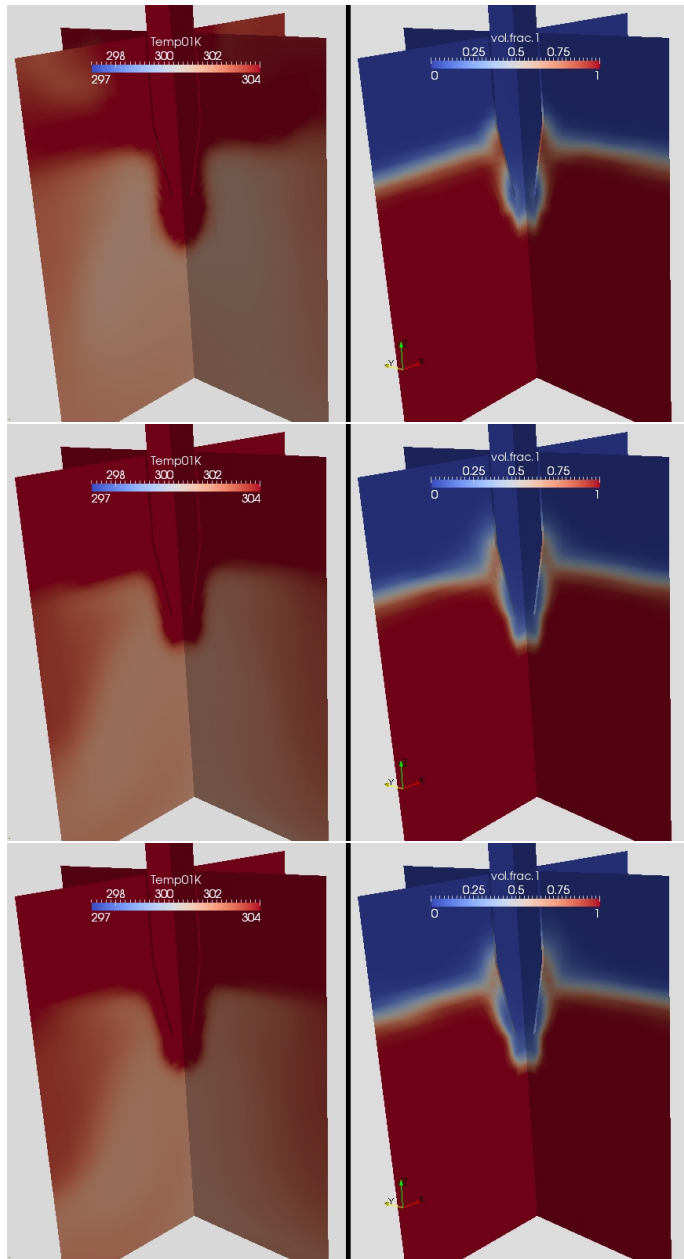 Temp01K
298 300 302
297 304
vol.frac.1
0.25 0.5 0.75
0 1
Z
Y X
Temp01K
298 300 302
297 304
vol.frac.1
0.25 0.5 0.75
0 1
Z
Y X
Temp01K
298 300 302
297 304
vol.frac.1
0.25 0.5 0.75
0 1
Z
Y X